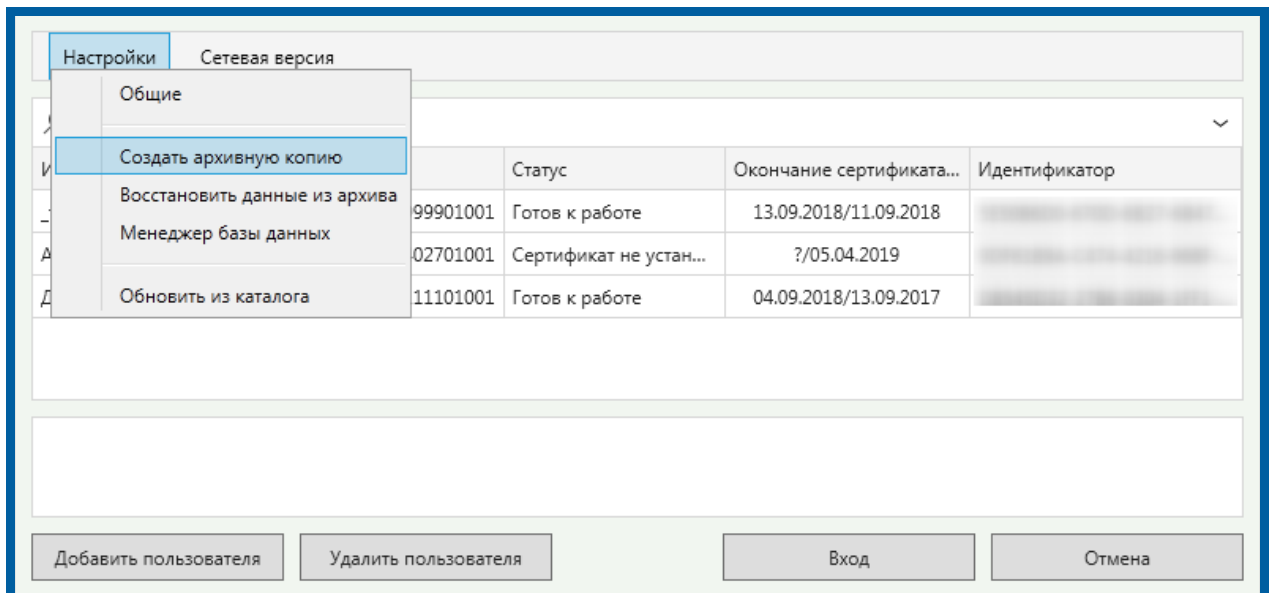 Настройки Сетевая версия
Общие
Создать архивную копию
Восстановить данные из архива
Менеджер базы данных
Обновить из каталога
Статус Окончание сертификата... Идентификатор
99901001 Готов к работе 13.09.2018/11.09.2018
02701001 Сертификат не устан... ?/05.04.2019
11101001 Готов к работе 04.09.2018/13.09.2017
Добавить пользователя Удалить пользователя Вход Отмена